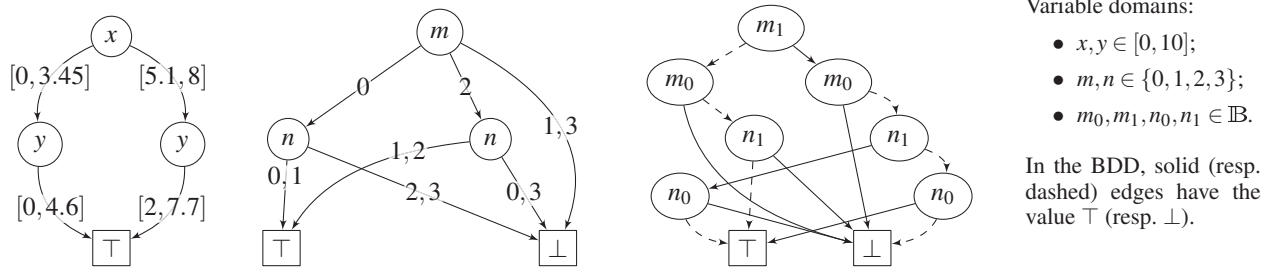 x
[0,3.45]
[5.1,8]
y
y
[0,4.6]
[2,7.7]
⊤
m
0
2
1,3
n
n
1,2
0,1
2,3
0,3
⊤
⊥
m₁
m₀
m₀
n₁
n₁
n₀
n₀
⊤
⊥
Variable domains:
• x,y ∈ [0,10];
• m,n ∈ {0,1,2,3};
• m₀,m₁,n₀,n₁ ∈ 𝔹.
In the BDD, solid (resp.
dashed) edges have the
value ⊤ (resp. ⊥).